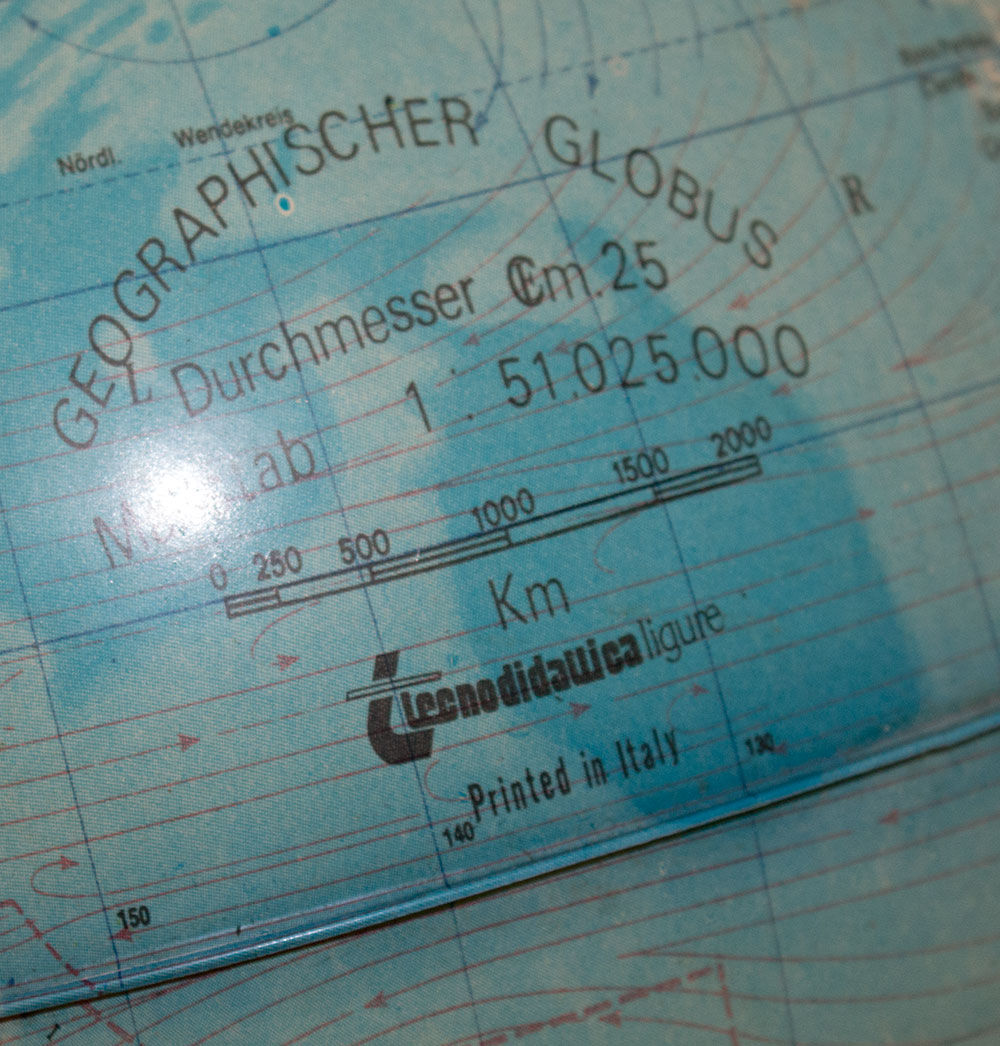 Nördl. Wendekreis
GEOGRAPHISCHER GLOBUS
R
Z
Durchmesser Cm. 25
Maßstab 1 : 51.025.000
0 250 500 1000 1500 2000
Km
tecnodidattica ligure
Printed in Italy
130
140
150